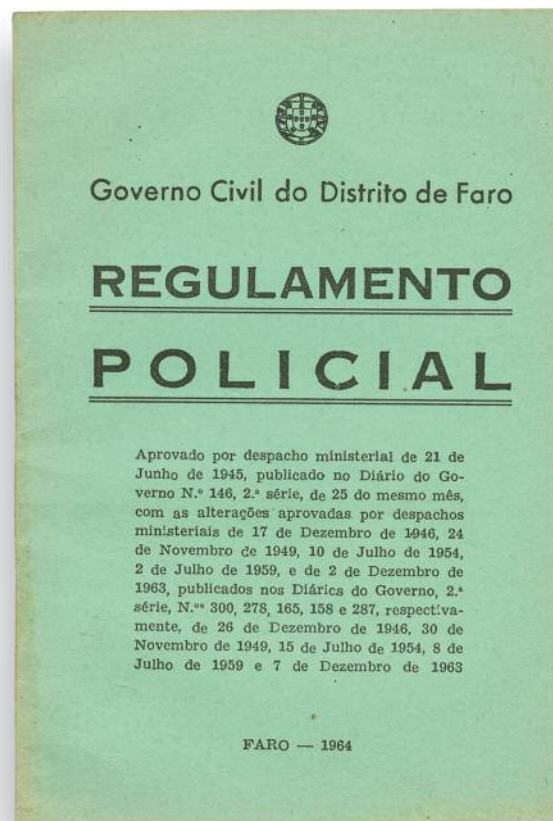 Governo Civil do Distrito de Faro
REGULAMENTO
POLICIAL
Aprovado por despacho ministerial de 21 de
Junho de 1945, publicado no Diário do Go-
verno N.º 146, 2.ª série, de 25 do mesmo mês,
com as alterações aprovadas por despachos
ministeriais de 17 de Dezembro de 1946, 24
de Novembro de 1949, 10 de Julho de 1954,
2 de Julho de 1959, e de 2 de Dezembro de
1963, publicados nos Diárics do Governo, 2.ª
série, N.ºˢ 300, 278, 165, 158 e 287, respectiva-
mente, de 26 de Dezembro de 1946, 30 de
Novembro de 1949, 15 de Julho de 1954, 8 de
Julho de 1959 e 7 de Dezembro de 1963
FARO — 1964